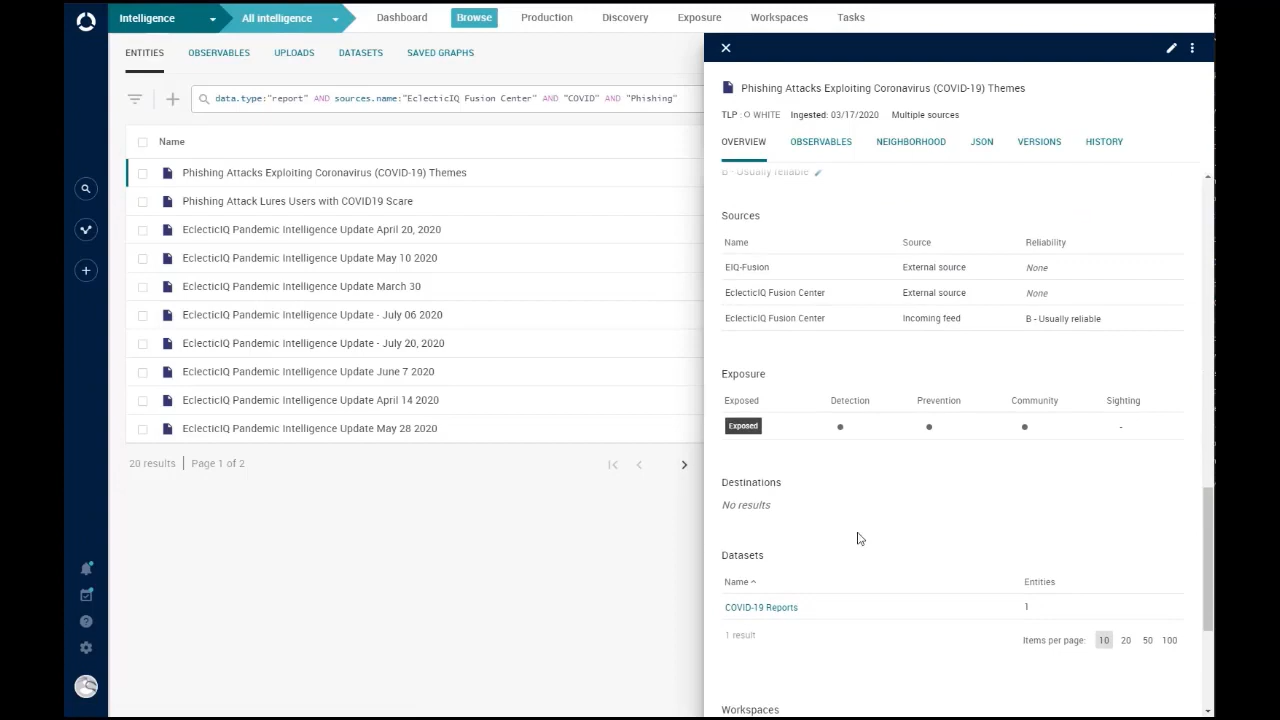 Intelligence
All intelligence
Dashboard
Browse
Production
Discovery
Exposure
Workspaces
Tasks
ENTITIES
OBSERVABLES
UPLOADS
DATASETS
SAVED GRAPHS
data.type:"report" AND sources.name:"EclecticIQ Fusion Center" AND "COVID" AND "Phishing"
Name
Phishing Attacks Exploiting Coronavirus (COVID-19) Themes
Phishing Attack Lures Users with COVID19 Scare
EclecticIQ Pandemic Intelligence Update April 20, 2020
EclecticIQ Pandemic Intelligence Update May 10 2020
EclecticIQ Pandemic Intelligence Update March 30
EclecticIQ Pandemic Intelligence Update - July 06 2020
EclecticIQ Pandemic Intelligence Update - July 20, 2020
EclecticIQ Pandemic Intelligence Update June 7 2020
EclecticIQ Pandemic Intelligence Update April 14 2020
EclecticIQ Pandemic Intelligence Update May 28 2020
20 results
Page 1 of 2
Phishing Attacks Exploiting Coronavirus (COVID-19) Themes
TLP : WHITE Ingested: 03/17/2020 Multiple sources
OVERVIEW
OBSERVABLES
NEIGHBORHOOD
JSON
VERSIONS
HISTORY
B - Usually reliable
Sources
Name Source Reliability
EIQ-Fusion External source None
EclecticIQ Fusion Center External source None
EclecticIQ Fusion Center Incoming feed B - Usually reliable
Exposure
Exposed Detection Prevention Community Sighting
Exposed -
Destinations
No results
Datasets
Name Entities
COVID-19 Reports 1
1 result
Items per page: 10 20 50 100
Workspaces